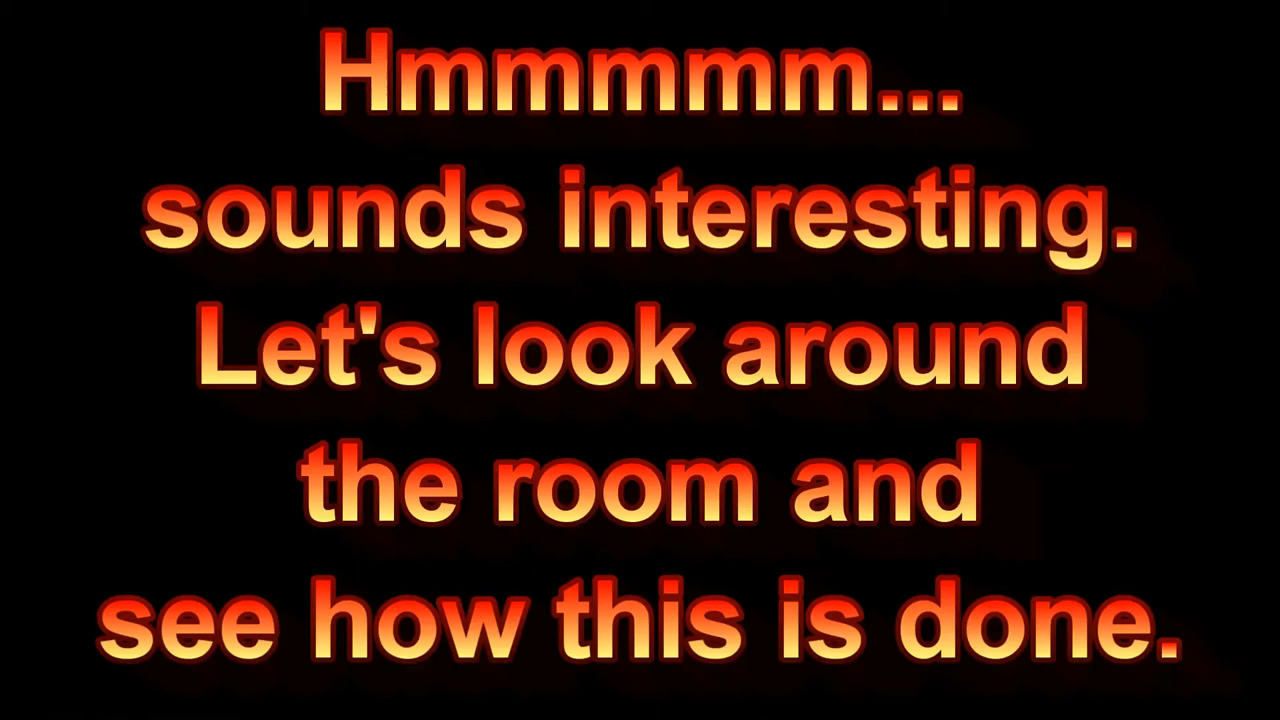 Hmmmmm...
sounds interesting.
Let's look around
the room and
see how this is done.